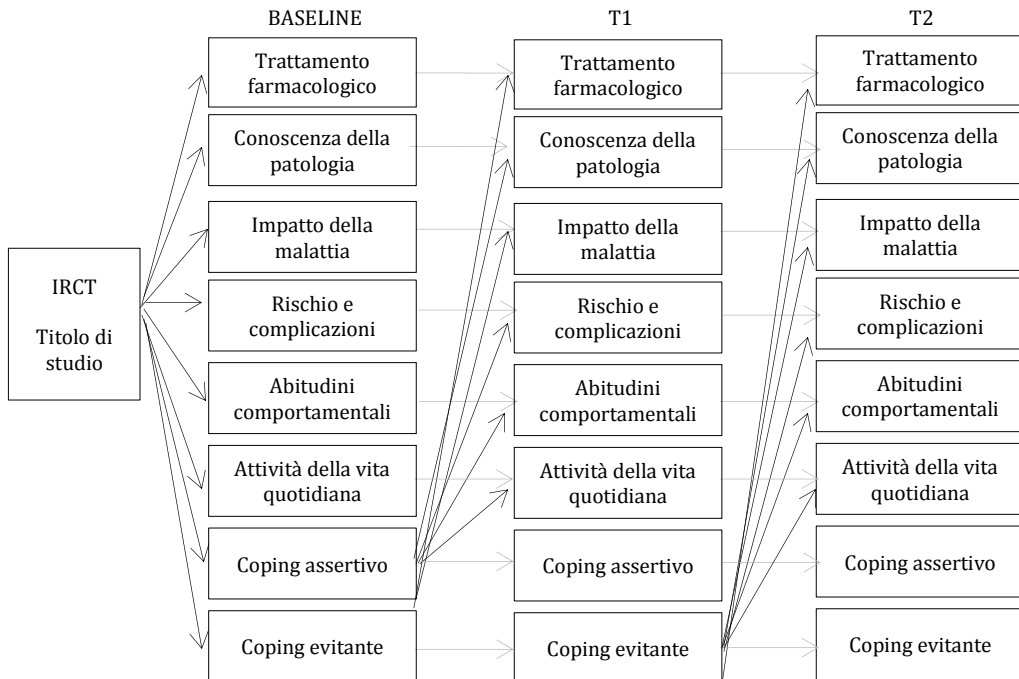 BASELINE
T1
T2
IRCT
Titolo di
studio
Trattamento
farmacologico
Conoscenza della
patologia
Impatto della
malattia
Rischio e
complicazioni
Abitudini
comportamentali
Attività della vita
quotidiana
Coping assertivo
Coping evitante
Trattamento
farmacologico
Conoscenza della
patologia
Impatto della
malattia
Rischio e
complicazioni
Abitudini
comportamentali
Attività della vita
quotidiana
Coping assertivo
Coping evitante
Trattamento
farmacologico
Conoscenza della
patologia
Impatto della
malattia
Rischio e
complicazioni
Abitudini
comportamentali
Attività della vita
quotidiana
Coping assertivo
Coping evitante